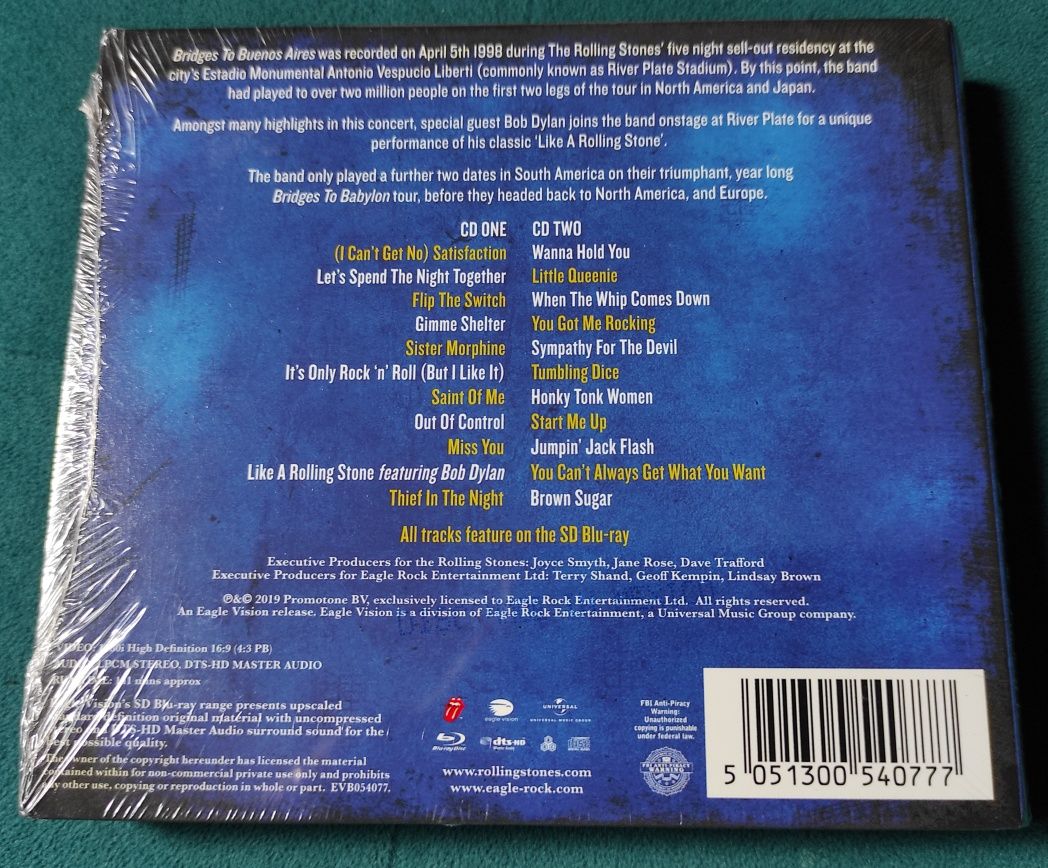 Bridges To Buenos Aires was recorded on April 5th 1998 during The Rolling Stones' five night sell-out residency at the
city's Estadio Monumental Antonio Vespucio Liberti (commonly known as River Plate Stadium). By this point, the band
had played to over two million people on the first two legs of the tour in North America and Japan.
Amongst many highlights in this concert, special guest Bob Dylan joins the band onstage at River Plate for a unique
performance of his classic 'Like A Rolling Stone'.
The band only played a further two dates in South America on their triumphant, year long
Bridges To Babylon tour, before they headed back to North America, and Europe.
CD ONE
(I Can't Get No) Satisfaction
Let's Spend The Night Together
Flip The Switch
Gimme Shelter
Sister Morphine
It's Only Rock 'n' Roll (But I Like It)
Saint Of Me
Out Of Control
Miss You
Like A Rolling Stone featuring Bob Dylan
Thief In The Night
CD TWO
Wanna Hold You
Little Queenie
When The Whip Comes Down
You Got Me Rocking
Sympathy For The Devil
Tumbling Dice
Honky Tonk Women
Start Me Up
Jumpin' Jack Flash
You Can't Always Get What You Want
Brown Sugar
All tracks feature on the SD Blu-ray
Executive Producers for the Rolling Stones: Joyce Smyth, Jane Rose, Dave Trafford
Executive Producers for Eagle Rock Entertainment Ltd: Terry Shand, Geoff Kempin, Lindsay Brown
℗&© 2019 Promotone BV, exclusively licensed to Eagle Rock Entertainment Ltd. All rights reserved.
An Eagle Vision release. Eagle Vision is a division of Eagle Rock Entertainment, a Universal Music Group company.
VIDEO: High Definition 16:9 (4:3 PB)
LPCM STEREO, DTS-HD MASTER AUDIO
mins approx
Eagle Vision's SD Blu-ray range presents upscaled
standard definition original material with uncompressed
stereo and DTS-HD Master Audio surround sound for the
best possible quality.
The owner of the copyright hereunder has licensed the material
contained within for non-commercial private use only and prohibits
any other use, copying or reproduction in whole or part. EVB054077.
eagle vision
UNIVERSAL
UNIVERSAL MUSIC GROUP
Blu-ray Disc
dts-HD
Master Audio
www.rollingstones.com
www.eagle-rock.com
FBI Anti-Piracy
Warning:
Unauthorized
copying is punishable
under federal law.
FBI ANTI-PIRACY
WARNING
5 051300 540777